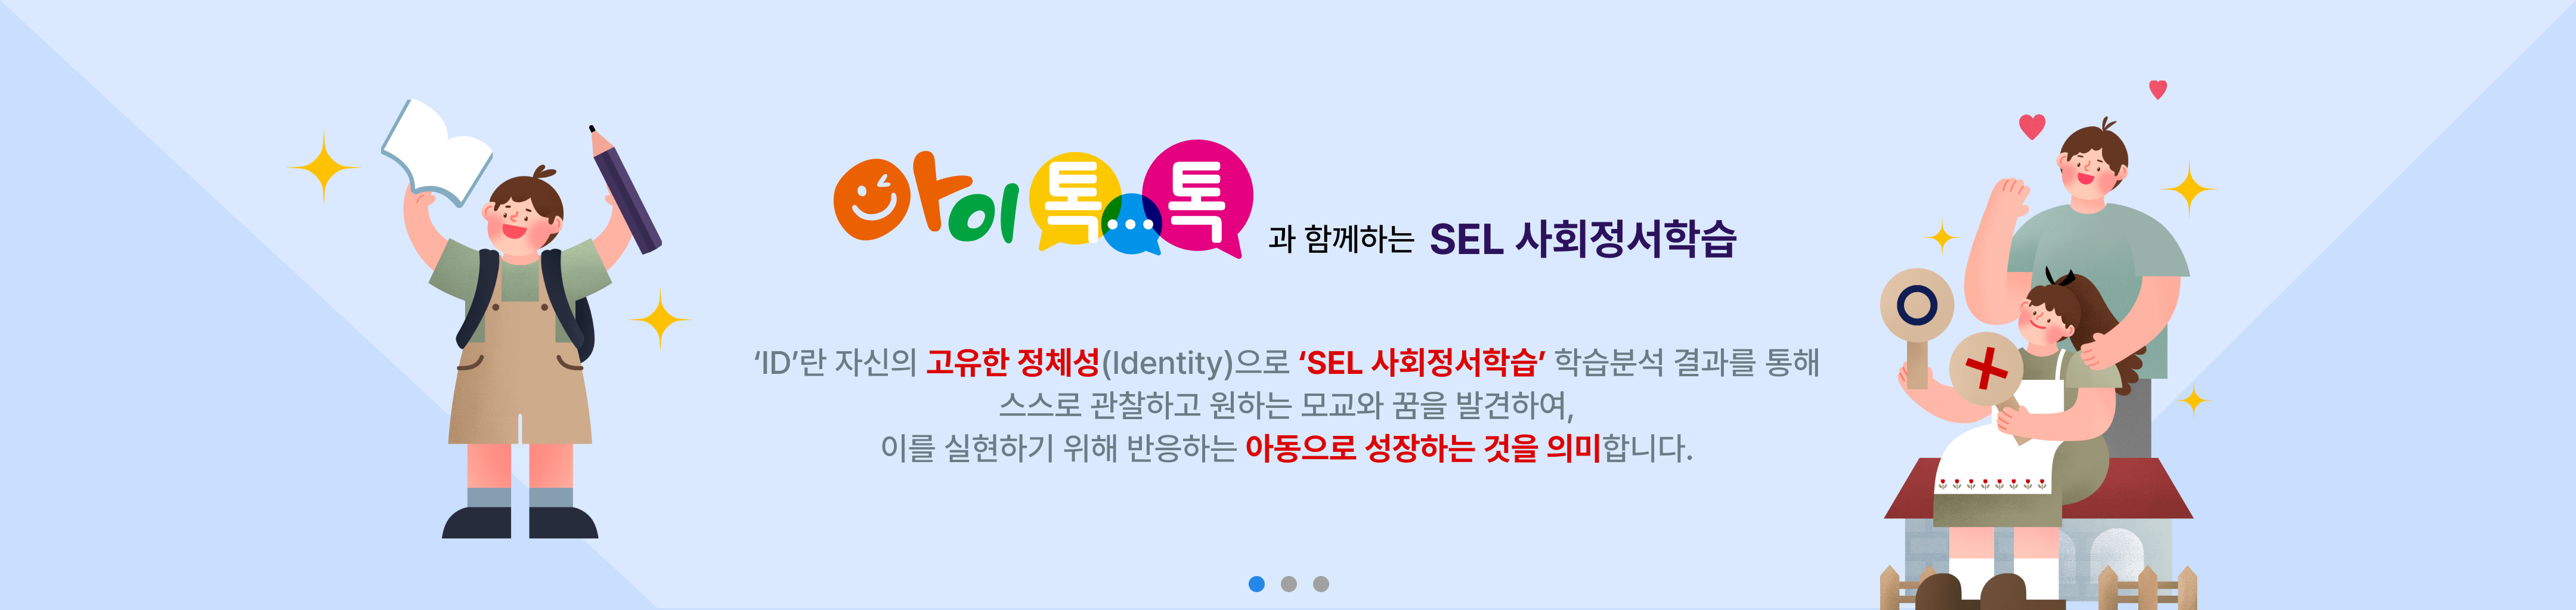 아이톡...톡 과 함께하는 SEL 사회정서학습
‘ID’란 자신의 고유한 정체성(Identity)으로 ‘SEL 사회정서학습’ 학습분석 결과를 통해
스스로 관찰하고 원하는 모교와 꿈을 발견하여,
이를 실현하기 위해 반응하는 아동으로 성장하는 것을 의미합니다.